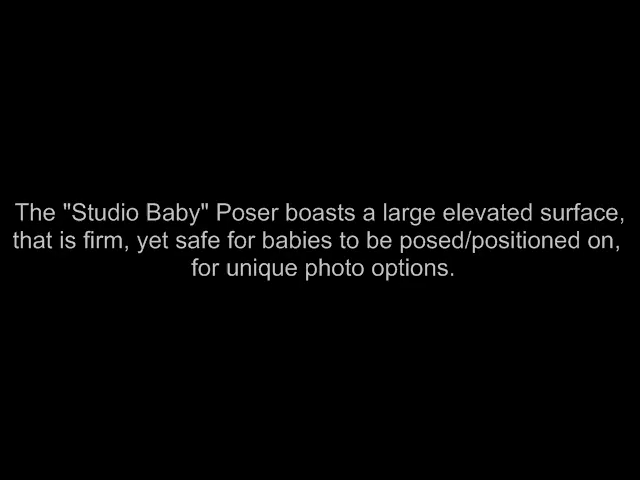 The "Studio Baby" Poser boasts a large elevated surface,
that is firm, yet safe for babies to be posed/positioned on,
for unique photo options.